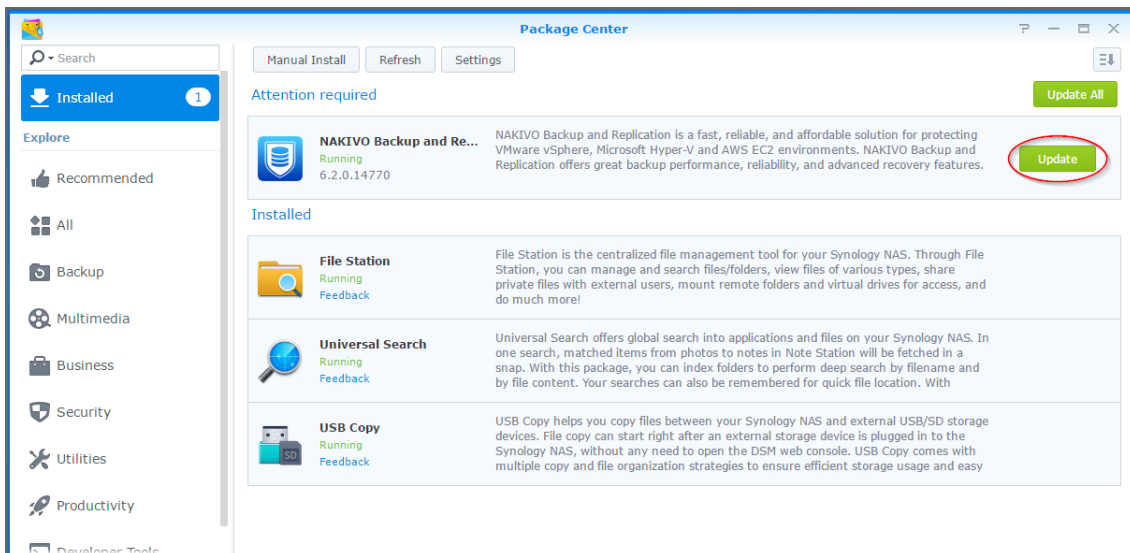 Package Center
Search
Manual Install
Refresh
Settings
Installed
1
Attention required
Update All
Explore
NAKIVO Backup and Re...
Running
6.2.0.14770
NAKIVO Backup and Replication is a fast, reliable, and affordable solution for protecting
VMware vSphere, Microsoft Hyper-V and AWS EC2 environments. NAKIVO Backup and
Replication offers great backup performance, reliability, and advanced recovery features.
Update
Recommended
All
Backup
Multimedia
Business
Security
Utilities
Productivity
Developer Tools
Installed
File Station
Running
Feedback
File Station is the centralized file management tool for your Synology NAS. Through File
Station, you can manage and search files/folders, view files of various types, share
private files with external users, mount remote folders and virtual drives for access, and
do much more!
Universal Search
Running
Feedback
Universal Search offers global search into applications and files on your Synology NAS. In
one search, matched items from photos to notes in Note Station will be fetched in a
snap. With this package, you can index folders to perform deep search by filename and
by file content. Your searches can also be remembered for quick file location. With
USB Copy
Running
Feedback
SD
USB Copy helps you copy files between your Synology NAS and external USB/SD storage
devices. File copy can start right after an external storage device is plugged in to the
Synology NAS, without any need to open the DSM web console. USB Copy comes with
multiple copy and file organization strategies to ensure efficient storage usage and easy